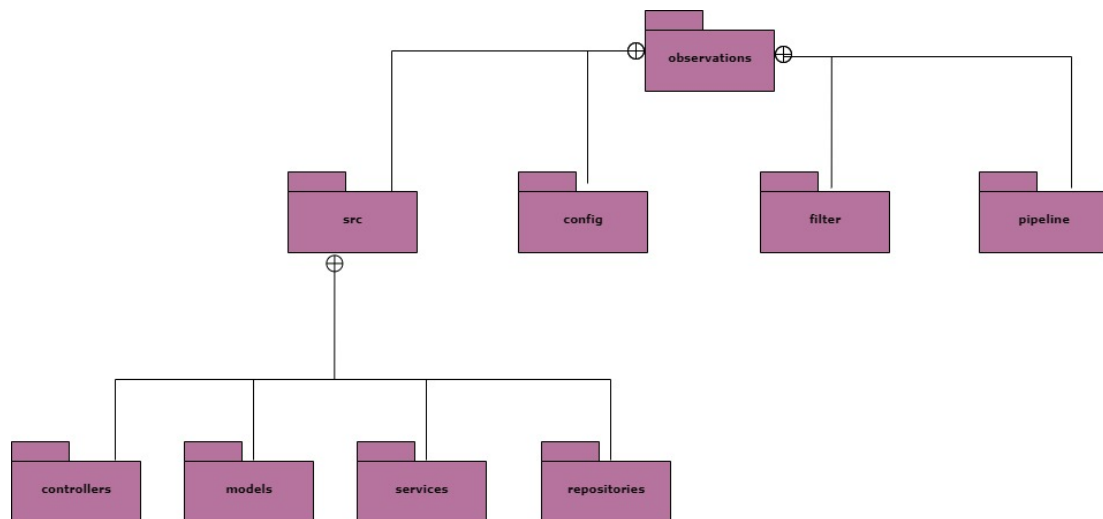 observations
src
config
filter
pipeline
controllers
models
services
repositories